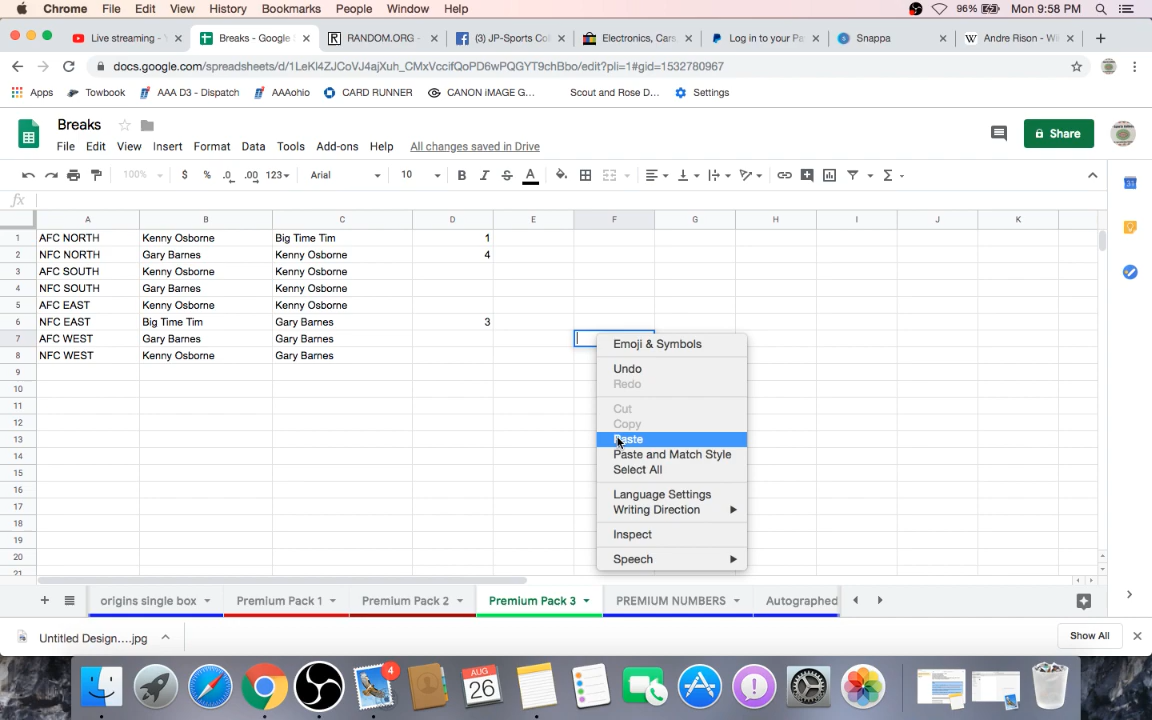 Chrome File Edit View History Bookmarks People Window Help 96% Mon 9:58 PM
Live streaming - Breaks - Google RANDOM.ORG - (3) JP-Sports Co Electronics, Cars, Log in to your Pa Snappa Andre Rison - Wi
docs.google.com/spreadsheets/d/1LeKl4ZJCoVJ4ajXuh_CMxVccifQoPD6wPQGYT9chBbo/edit?pli=1#gid=1532780967
Apps Towbook AAA D3 - Dispatch AAAohio CARD RUNNER CANON iMAGE G... Scout and Rose D... Settings
Breaks
Share
File Edit View Insert Format Data Tools Add-ons Help All changes saved in Drive
100% $ % .0 .00 123 Arial 10 B I S A Σ
fx
A B C D E F G H I J K
1 AFC NORTH Kenny Osborne Big Time Tim 1
2 NFC NORTH Gary Barnes Kenny Osborne 4
3 AFC SOUTH Kenny Osborne Kenny Osborne
4 NFC SOUTH Gary Barnes Kenny Osborne
5 AFC EAST Kenny Osborne Kenny Osborne
6 NFC EAST Big Time Tim Gary Barnes 3
7 AFC WEST Gary Barnes Gary Barnes
8 NFC WEST Kenny Osborne Gary Barnes
9
10
11
12
13
14
15
16
17
18
19
20
21
Emoji & Symbols
Undo
Redo
Cut
Copy
Paste
Paste and Match Style
Select All
Language Settings
Writing Direction
Inspect
Speech
origins single box Premium Pack 1 Premium Pack 2 Premium Pack 3 PREMIUM NUMBERS Autographed
Untitled Design....jpg Show All
4
AUG
26